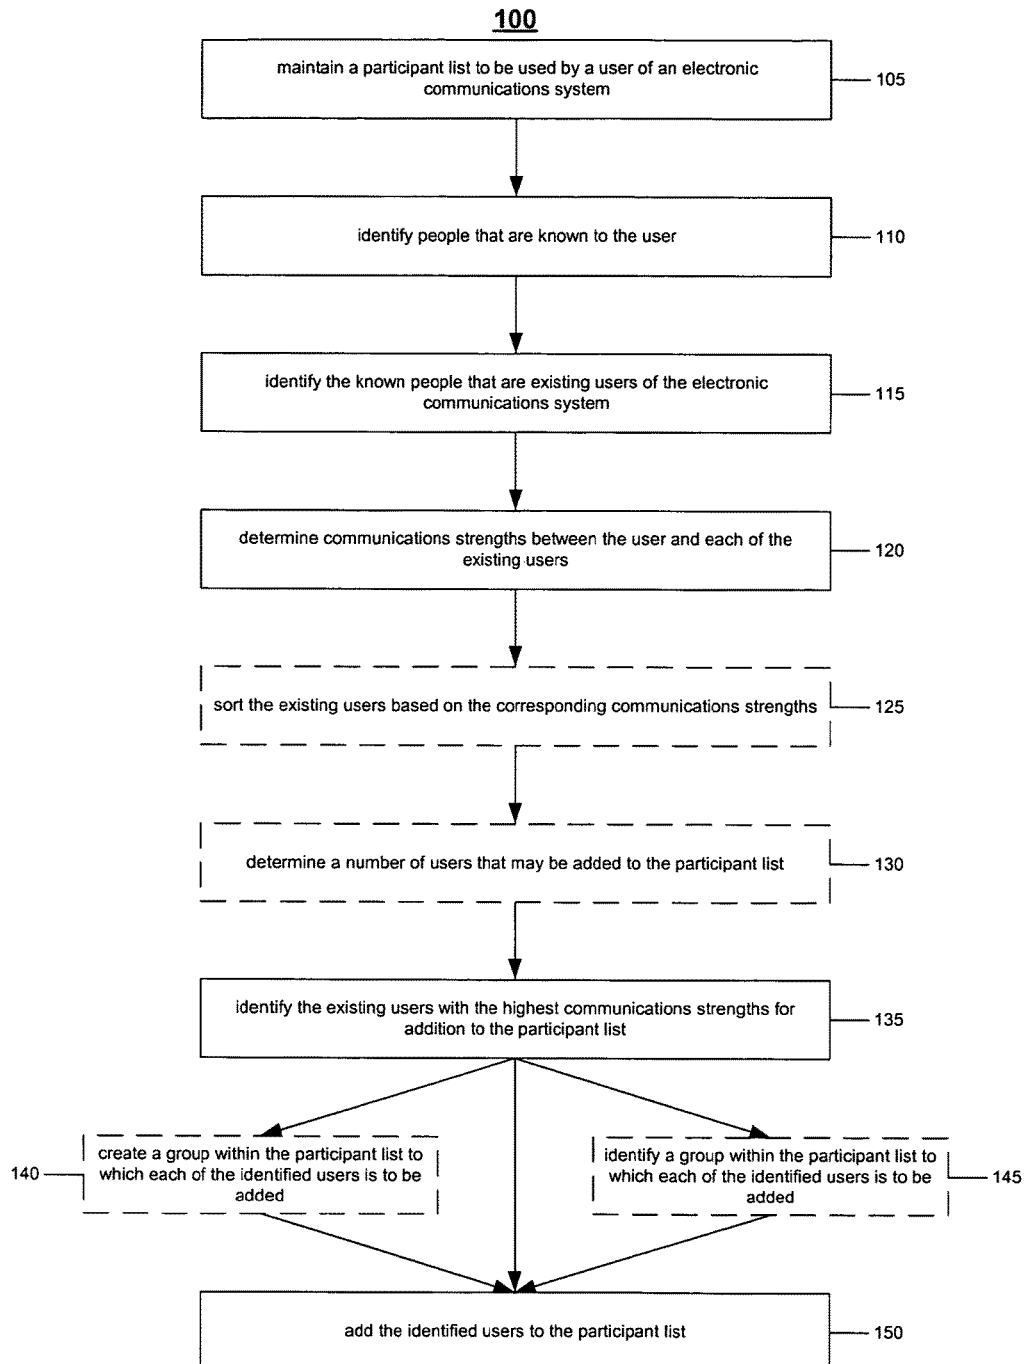 100
maintain a participant list to be used by a user of an electronic
communications system
105
identify people that are known to the user
110
identify the known people that are existing users of the electronic
communications system
115
determine communications strengths between the user and each of the
existing users
120
sort the existing users based on the corresponding communications strengths
125
determine a number of users that may be added to the participant list
130
identify the existing users with the highest communications strengths for
addition to the participant list
135
140
create a group within the participant list to
which each of the identified users is to be
added
identify a group within the participant list to
which each of the identified users is to be
added
145
add the identified users to the participant list
150